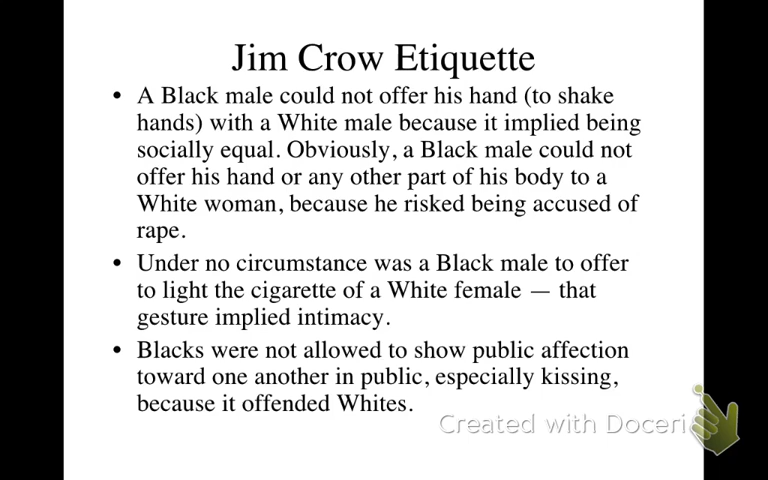 Jim Crow Etiquette
• A Black male could not offer his hand (to shake
hands) with a White male because it implied being
socially equal. Obviously, a Black male could not
offer his hand or any other part of his body to a
White woman, because he risked being accused of
rape.
• Under no circumstance was a Black male to offer
to light the cigarette of a White female — that
gesture implied intimacy.
• Blacks were not allowed to show public affection
toward one another in public, especially kissing,
because it offended Whites.
Created with Doceri